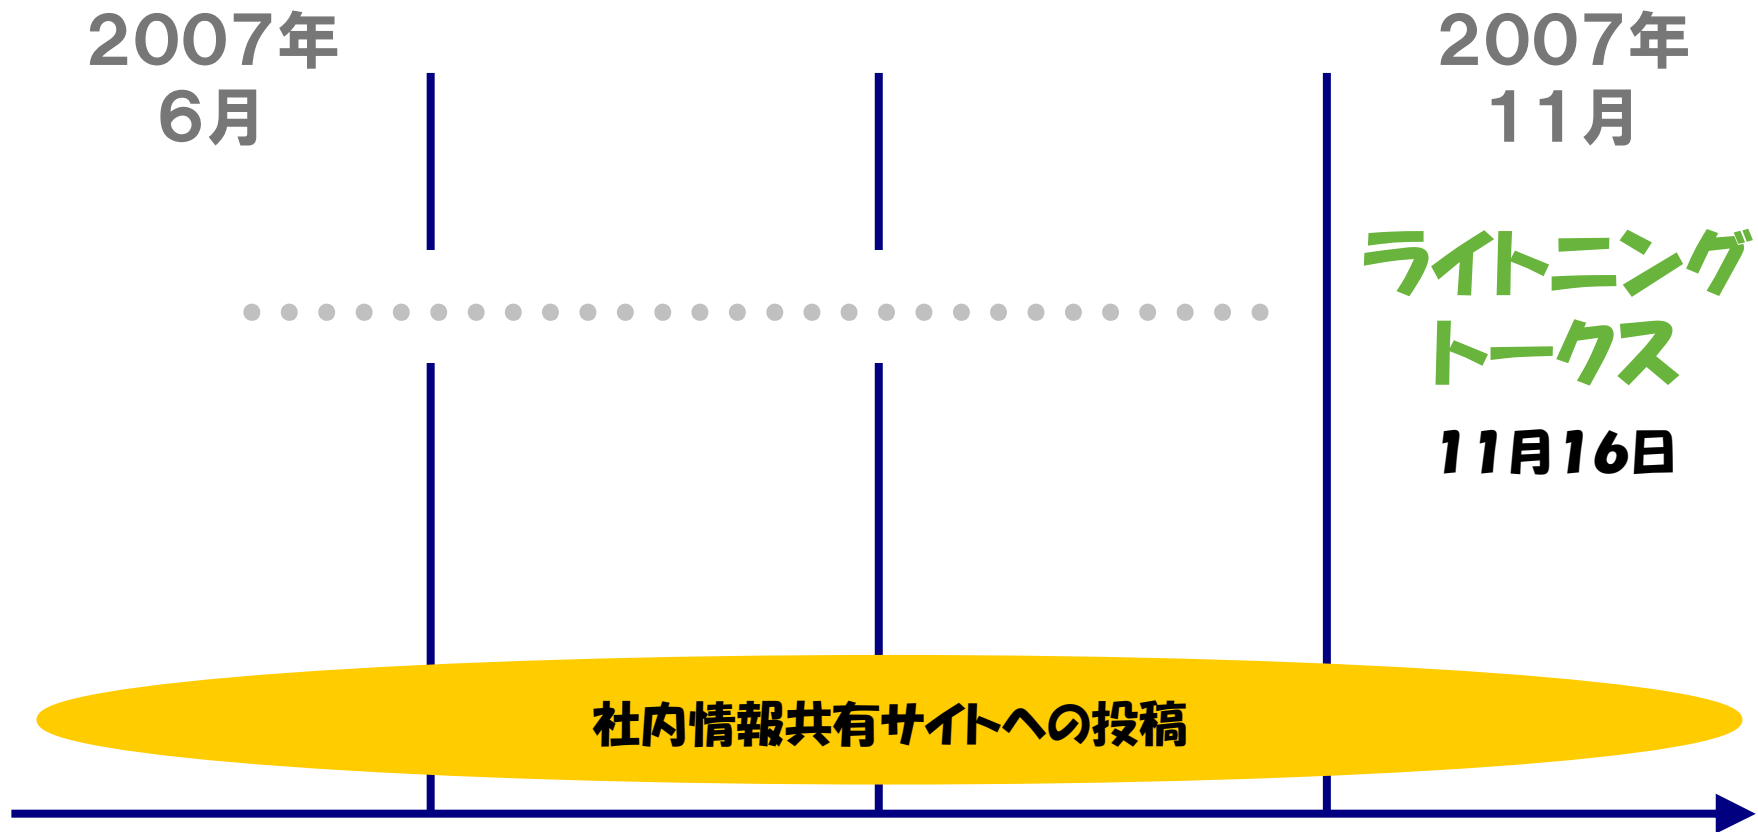 2007年
6月
2007年
11月
ライトニング
トークス
11月16日
社内情報共有サイトへの投稿